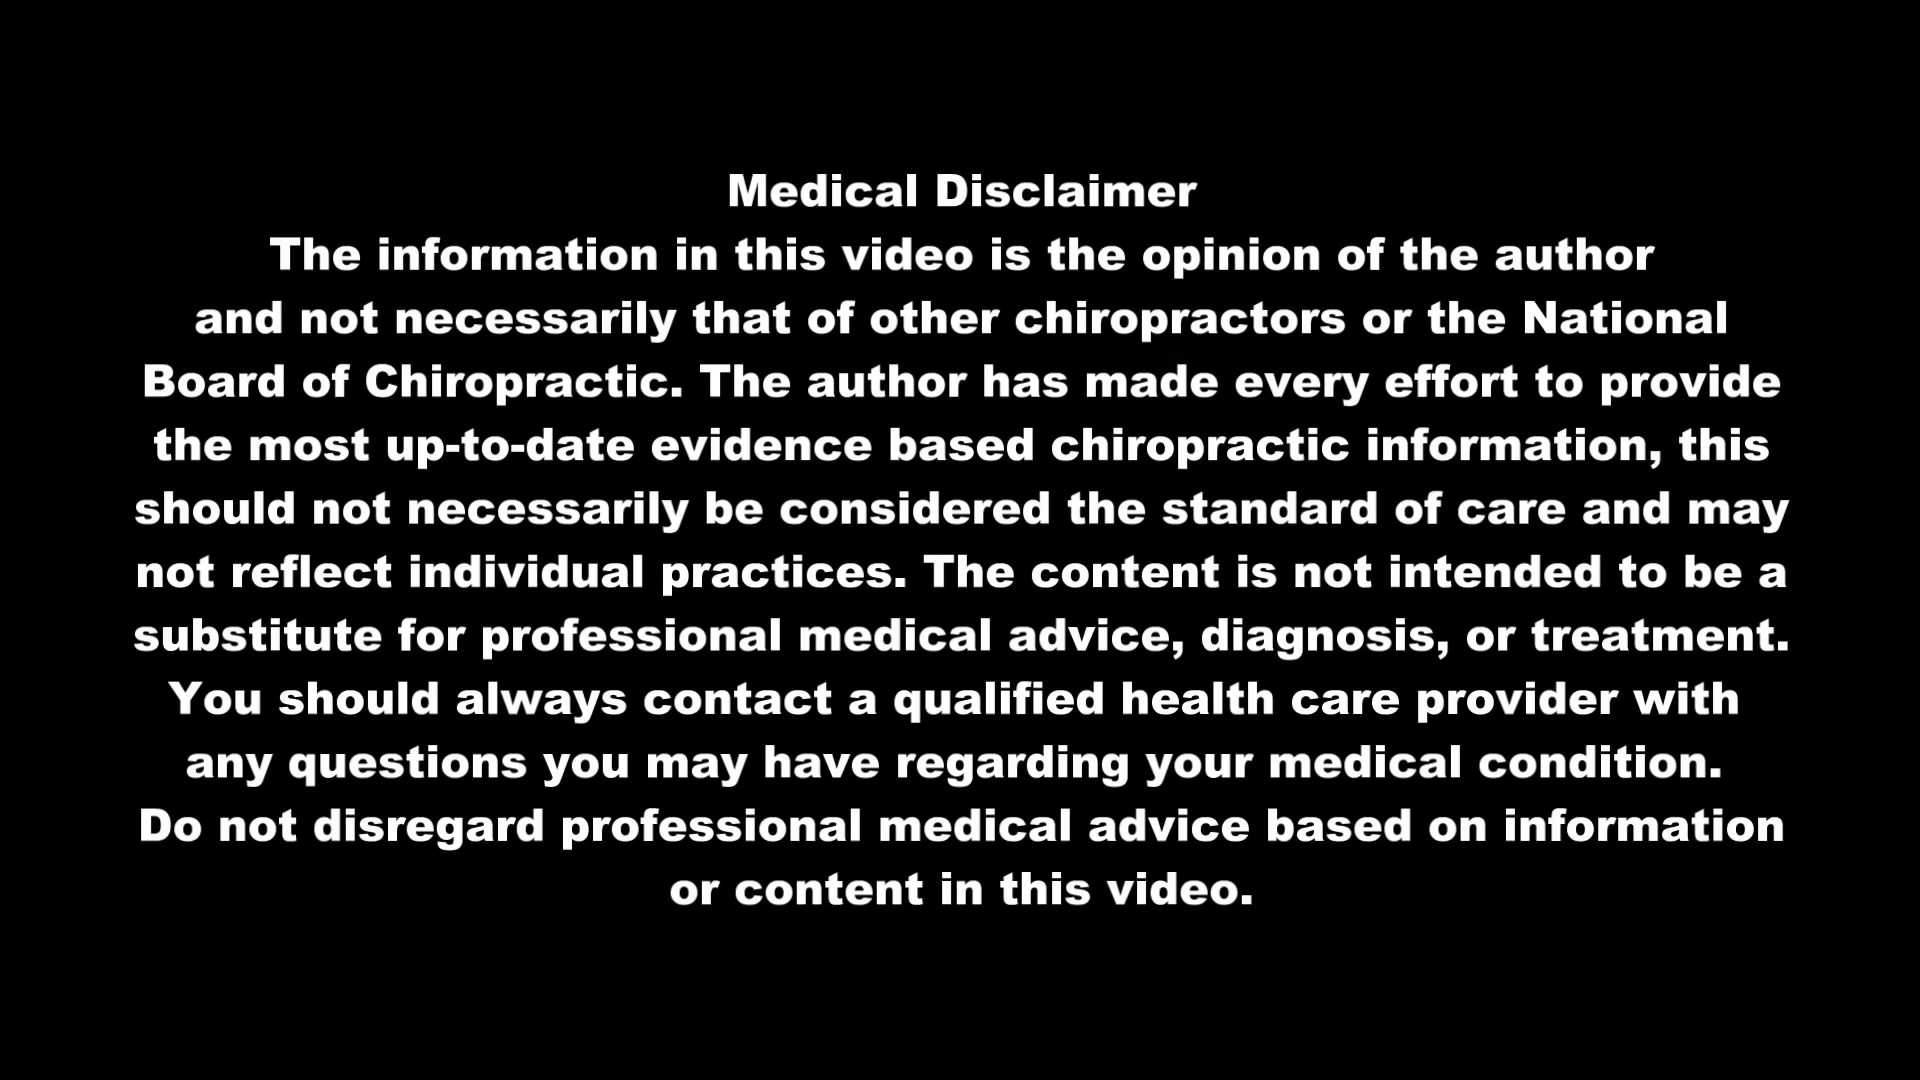 Medical Disclaimer
The information in this video is the opinion of the author
and not necessarily that of other chiropractors or the National
Board of Chiropractic. The author has made every effort to provide
the most up-to-date evidence based chiropractic information, this
should not necessarily be considered the standard of care and may
not reflect individual practices. The content is not intended to be a
substitute for professional medical advice, diagnosis, or treatment.
You should always contact a qualified health care provider with
any questions you may have regarding your medical condition.
Do not disregard professional medical advice based on information
or content in this video.